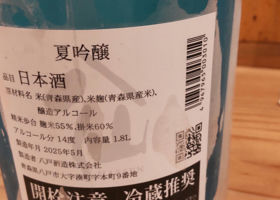 夏吟醸
品目 日本酒
原材料名 米(青森県産)、米麹(青森県産米)、
醸造アルコール
精米歩合 麹米55%、掛米60%
アルコール分 14度 内容量 1.8L
製造年月 2025年5月
製造者 八戸酒造株式会社
青森県八戸市大字湊町字本町9番地
開栓注意 冷蔵推奨
4 967965 003010